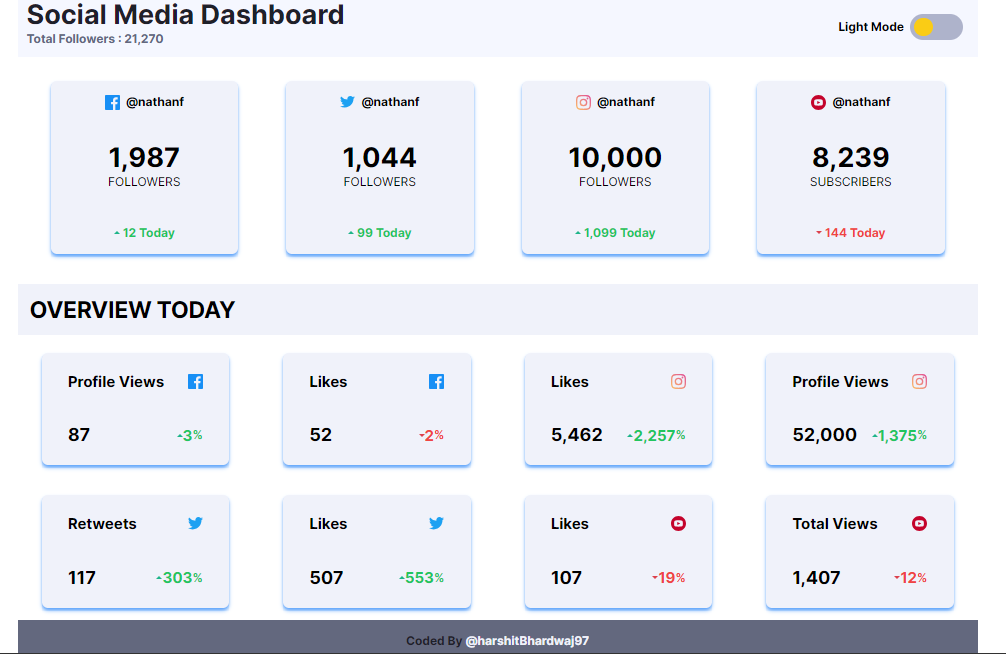 Social Media Dashboard
Total Followers : 21,270
Light Mode
@nathanf
1,987
FOLLOWERS
12 Today
@nathanf
1,044
FOLLOWERS
99 Today
@nathanf
10,000
FOLLOWERS
1,099 Today
@nathanf
8,239
SUBSCRIBERS
144 Today
OVERVIEW TODAY
Profile Views
87 3%
Likes
52 2%
Likes
5,462 2,257%
Profile Views
52,000 1,375%
Retweets
117 303%
Likes
507 553%
Likes
107 19%
Total Views
1,407 12%
Coded By @harshitBhardwaj97